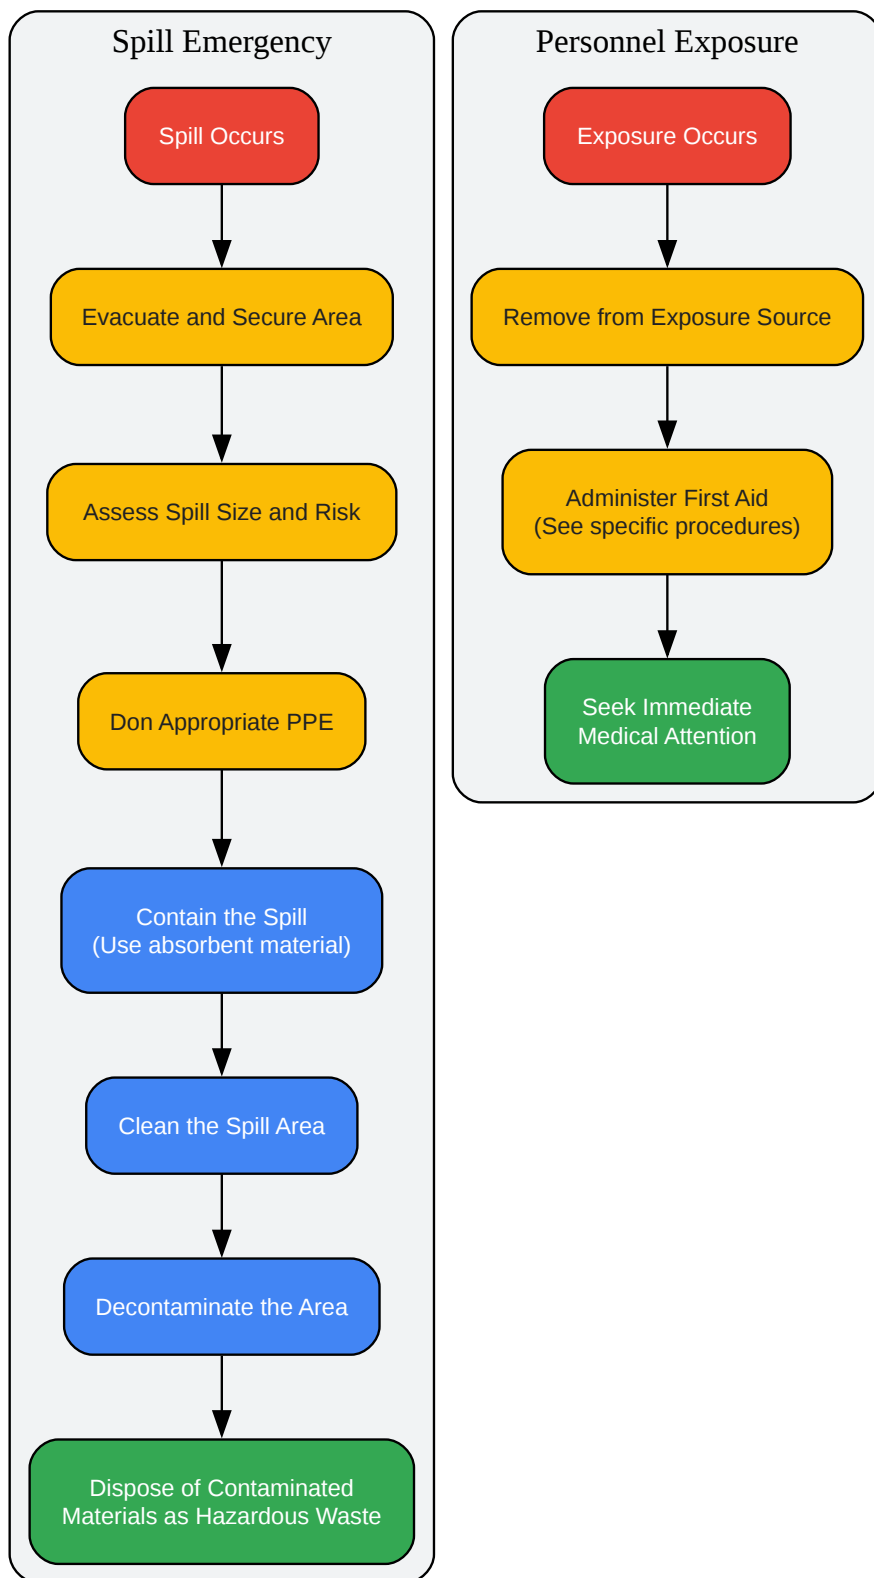 Spill Emergency
Spill Occurs
Evacuate and Secure Area
Assess Spill Size and Risk
Don Appropriate PPE
Contain the Spill
(Use absorbent material)
Clean the Spill Area
Decontaminate the Area
Dispose of Contaminated
Materials as Hazardous Waste
Personnel Exposure
Exposure Occurs
Remove from Exposure Source
Administer First Aid
(See specific procedures)
Seek Immediate
Medical Attention